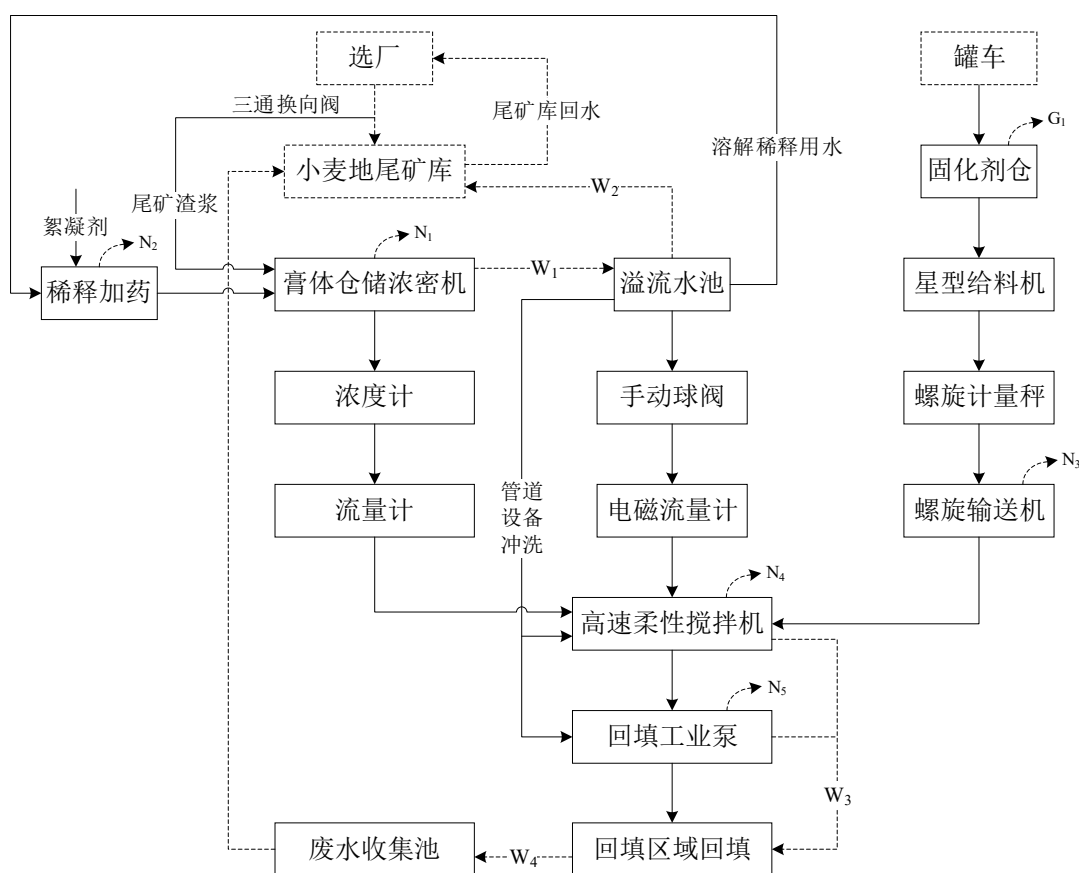 选厂
罐车
三通换向阀
尾矿库回水
溶解稀释用水
G₁
小麦地尾矿库
固化剂仓
W₂
尾矿渣浆
絮凝剂
N₂
N₁
稀释加药
膏体仓储浓密机
W₁
溢流水池
星型给料机
浓度计
手动球阀
螺旋计量秤
N₃
流量计
管道
设备
冲洗
电磁流量计
螺旋输送机
N₄
高速柔性搅拌机
N₅
回填工业泵
W₃
废水收集池
W₄
回填区域回填